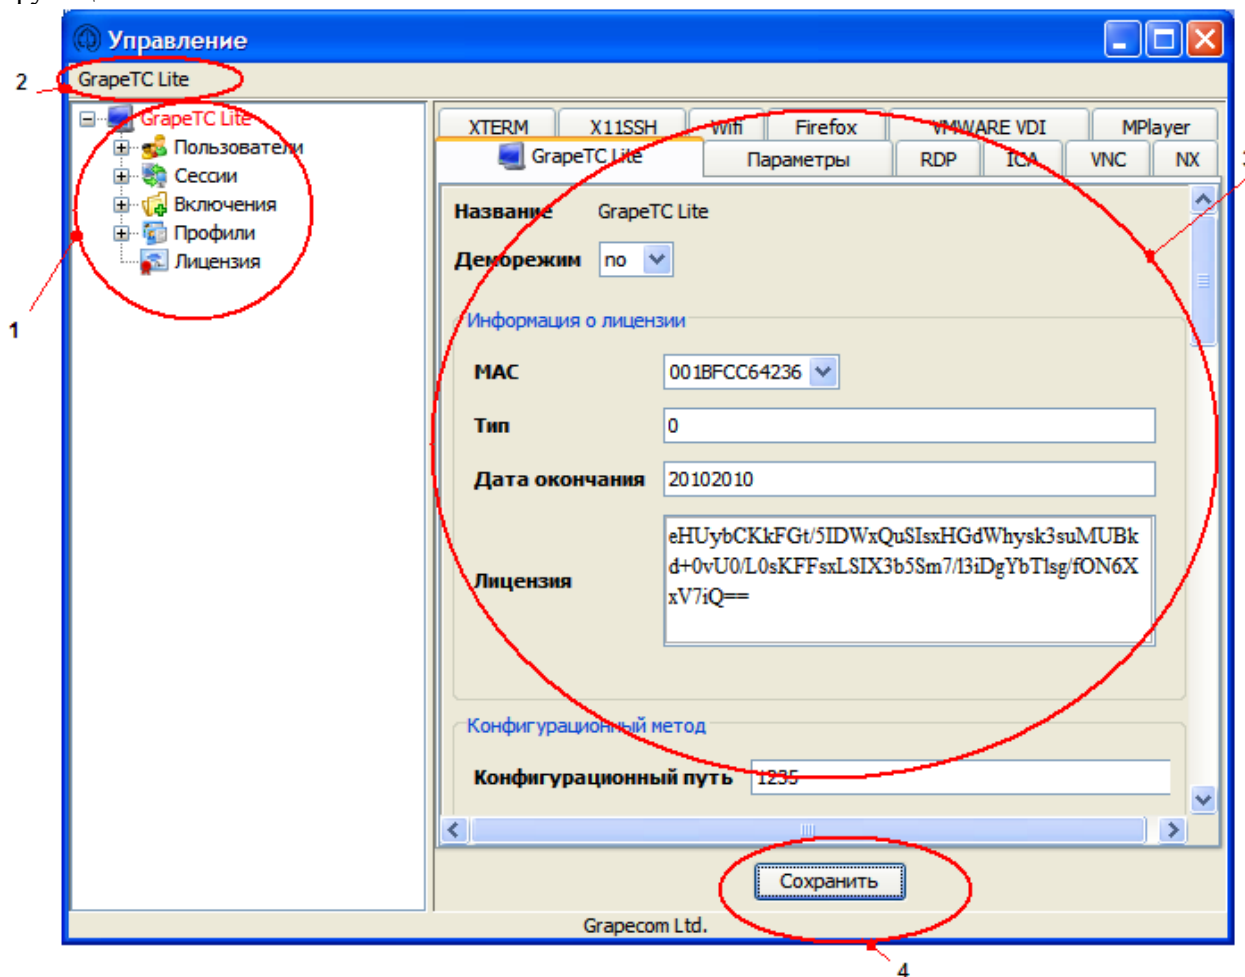 Управление
2
GrapeTC Lite
GrapeTC Lite
Пользователи
Сессии
Включения
Профили
Лицензия
1
XTERM X11SSH Wifi Firefox VMWARE VDI MPlayer
GrapeTC Lite Параметры RDP ICA VNC NX
Название GrapeTC Lite
Деморежим no
Информация о лицензии
MAC 001BFCC64236
Тип 0
Дата окончания 20102010
Лицензия
eHUybCKkFGt/5IDWxQuSIsxHGdWhysk3suMUBk
d+0vU0/L0sKFFsxLSIX3b5Sm7/l3iDgYbTlsg/fON6X
xV7iQ==
Конфигурационный метод
Конфигурационный путь 1235
Сохранить
Grapecom Ltd.
4